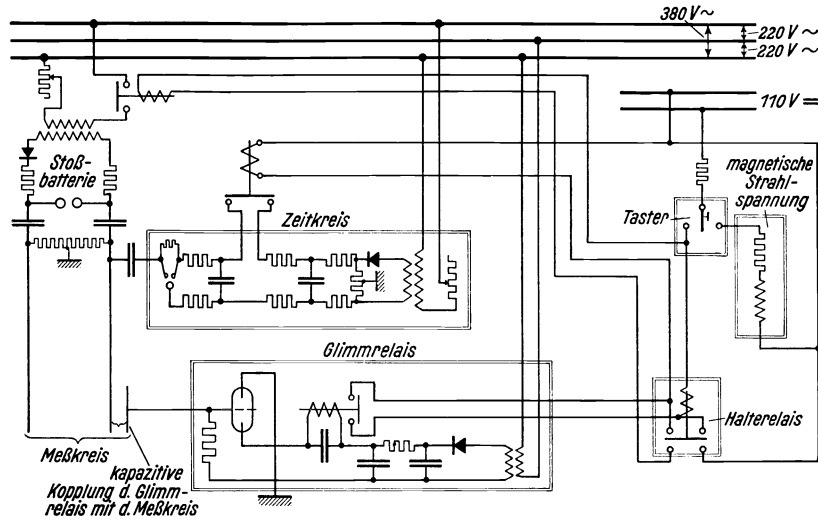 380 V~
220 V ~
220 V ~
110 V =
Stoß-
batterie
magnetische
Strahl-
spannung
Taster
Zeitkreis
Glimmrelais
Halterelais
Meßkreis
kapazitive
Kopplung d. Glimm-
relais mit d. Meßkreis